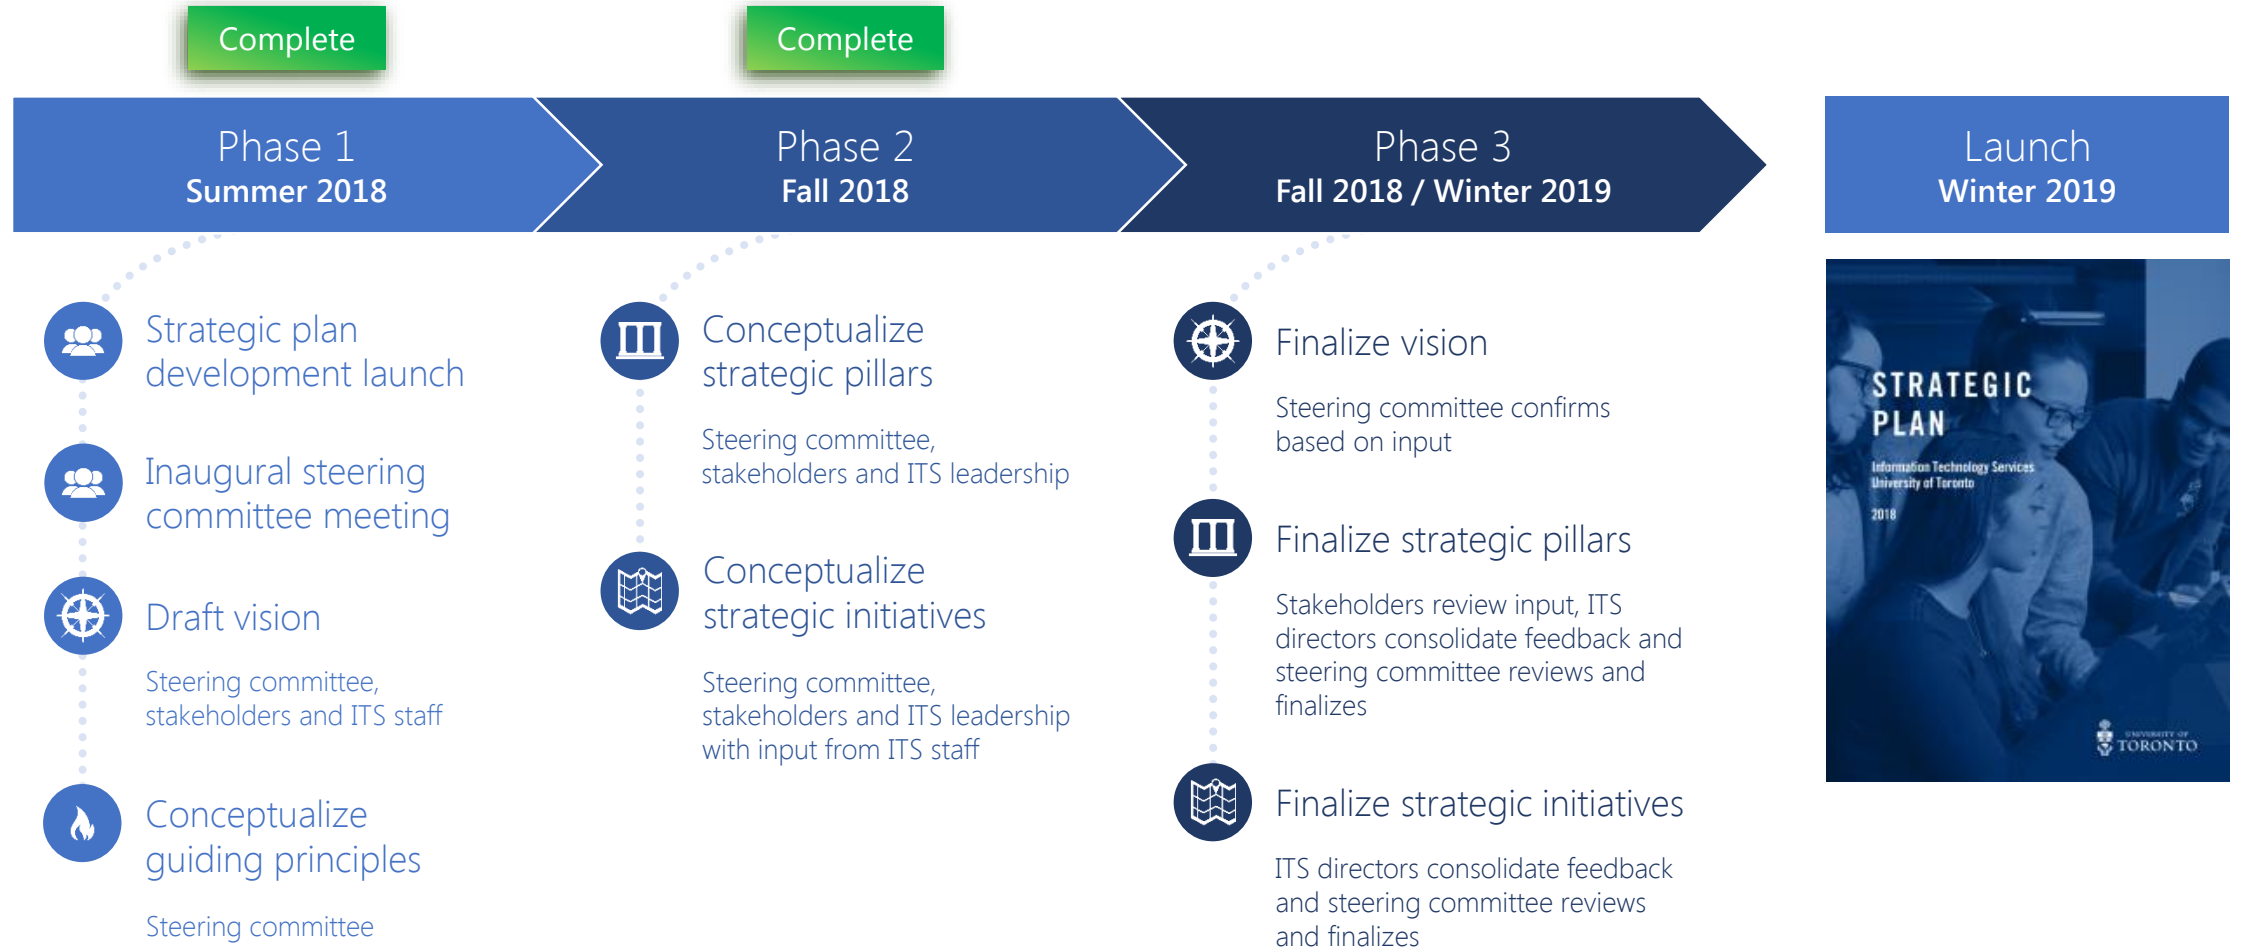 Complete
Complete
Phase 1
Summer 2018
Phase 2
Fall 2018
Phase 3
Fall 2018 / Winter 2019
Launch
Winter 2019
Strategic plan
development launch
Inaugural steering
committee meeting
Draft vision
Steering committee,
stakeholders and ITS staff
Conceptualize
guiding principles
Steering committee
Conceptualize
strategic pillars
Steering committee,
stakeholders and ITS leadership
Conceptualize
strategic initiatives
Steering committee,
stakeholders and ITS leadership
with input from ITS staff
Finalize vision
Steering committee confirms
based on input
Finalize strategic pillars
Stakeholders review input, ITS
directors consolidate feedback and
steering committee reviews and
finalizes
Finalize strategic initiatives
ITS directors consolidate feedback
and steering committee reviews
and finalizes
STRATEGIC
PLAN
Information Technology Services
University of Toronto
2018
UNIVERSITY OF
TORONTO